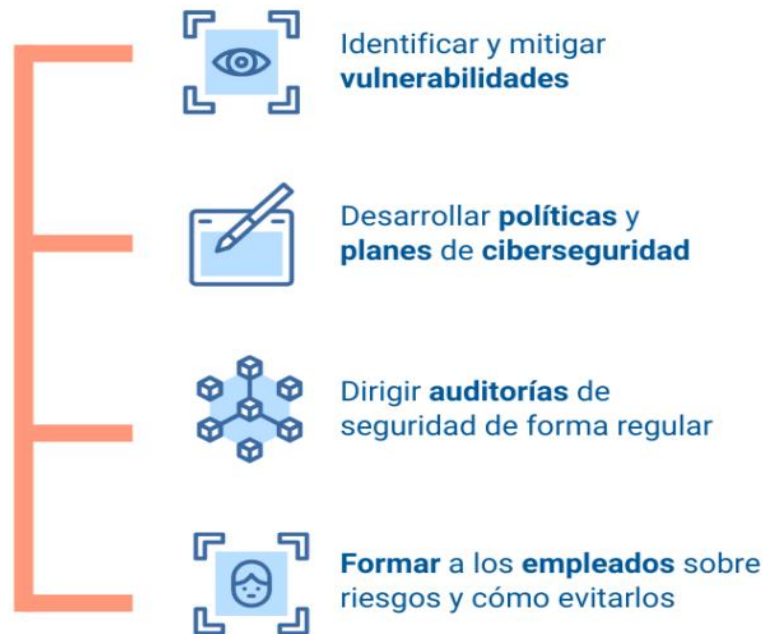 Identificar y mitigar
vulnerabilidades
Desarrollar políticas y
planes de ciberseguridad
Dirigir auditorías de
seguridad de forma regular
Formar a los empleados sobre
riesgos y cómo evitarlos